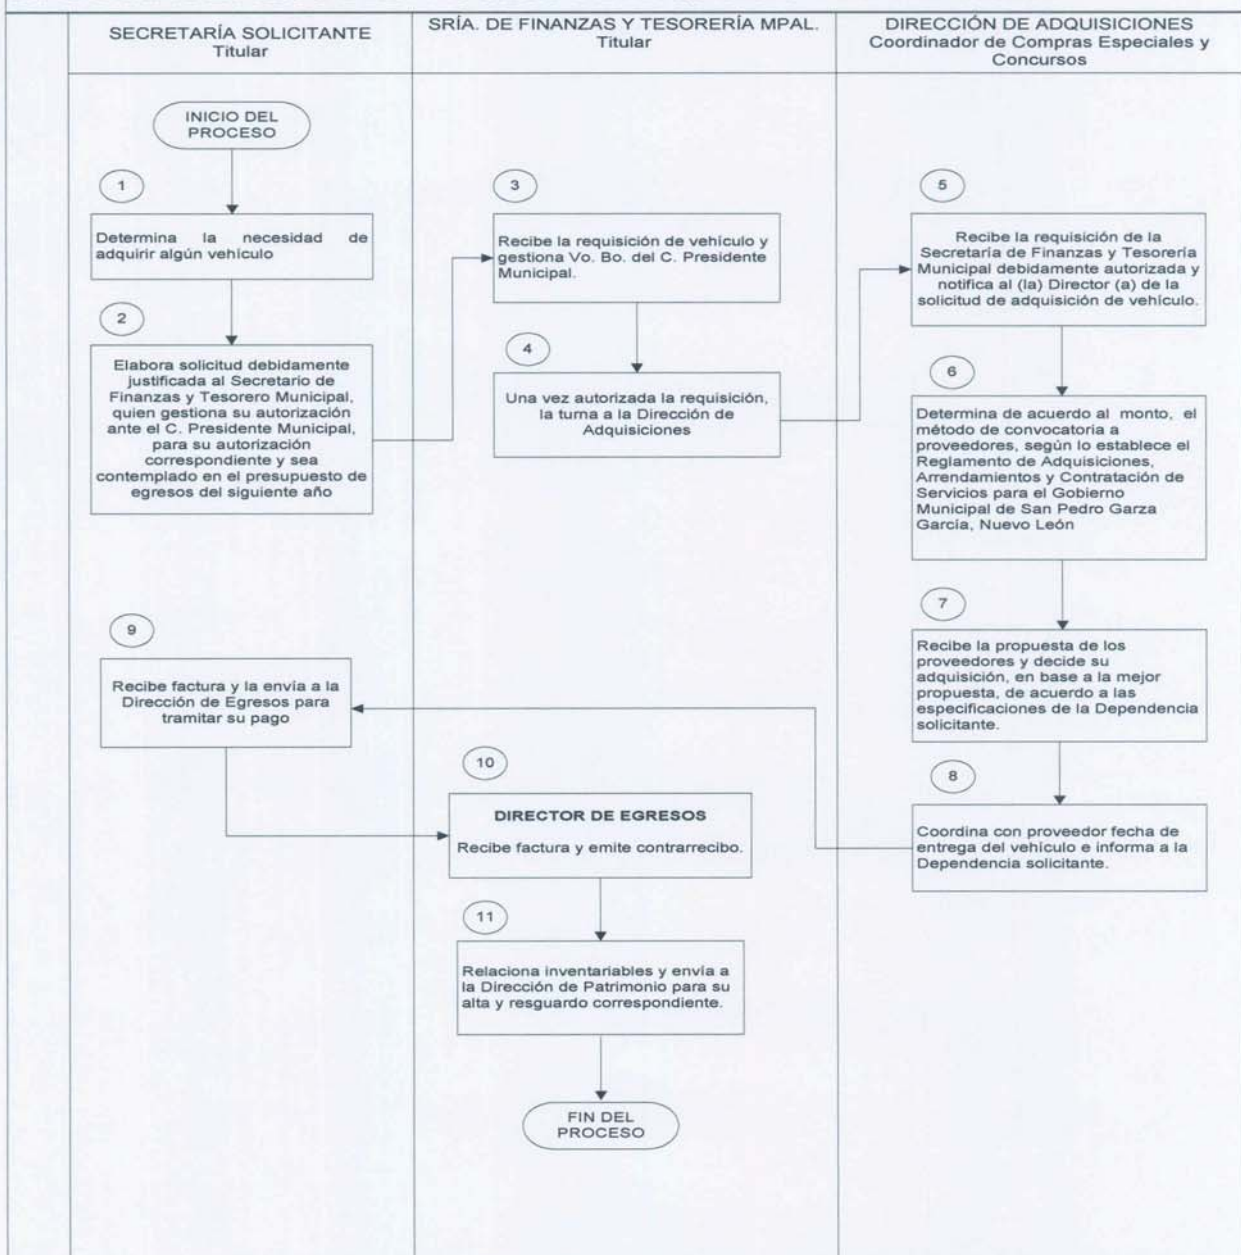 SECRETARÍA SOLICITANTE
Titular
SRÍA. DE FINANZAS Y TESORERÍA MPAL.
Titular
DIRECCIÓN DE ADQUISICIONES
Coordinador de Compras Especiales y
Concursos
INICIO DEL
PROCESO
1
Determina la necesidad de
adquirir algún vehículo
2
Elabora solicitud debidamente
justificada al Secretario de
Finanzas y Tesorero Municipal,
quien gestiona su autorización
ante el C. Presidente Municipal,
para su autorización
correspondiente y sea
contemplado en el presupuesto de
egresos del siguiente año
3
Recibe la requisición de vehículo y
gestiona Vo. Bo. del C. Presidente
Municipal.
4
Una vez autorizada la requisición,
la turna a la Dirección de
Adquisiciones
5
Recibe la requisición de la
Secretaría de Finanzas y Tesorería
Municipal debidamente autorizada y
notifica al (la) Director (a) de la
solicitud de adquisición de vehículo.
6
Determina de acuerdo al monto, el
método de convocatoria a
proveedores, según lo establece el
Reglamento de Adquisiciones,
Arrendamientos y Contratación de
Servicios para el Gobierno
Municipal de San Pedro Garza
García, Nuevo León
7
Recibe la propuesta de los
proveedores y decide su
adquisición, en base a la mejor
propuesta, de acuerdo a las
especificaciones de la Dependencia
solicitante.
8
Coordina con proveedor fecha de
entrega del vehículo e informa a la
Dependencia solicitante.
9
Recibe factura y la envía a la
Dirección de Egresos para
tramitar su pago
10
DIRECTOR DE EGRESOS
Recibe factura y emite contrarrecibo.
11
Relaciona inventariables y envía a
la Dirección de Patrimonio para su
alta y resguardo correspondiente.
FIN DEL
PROCESO